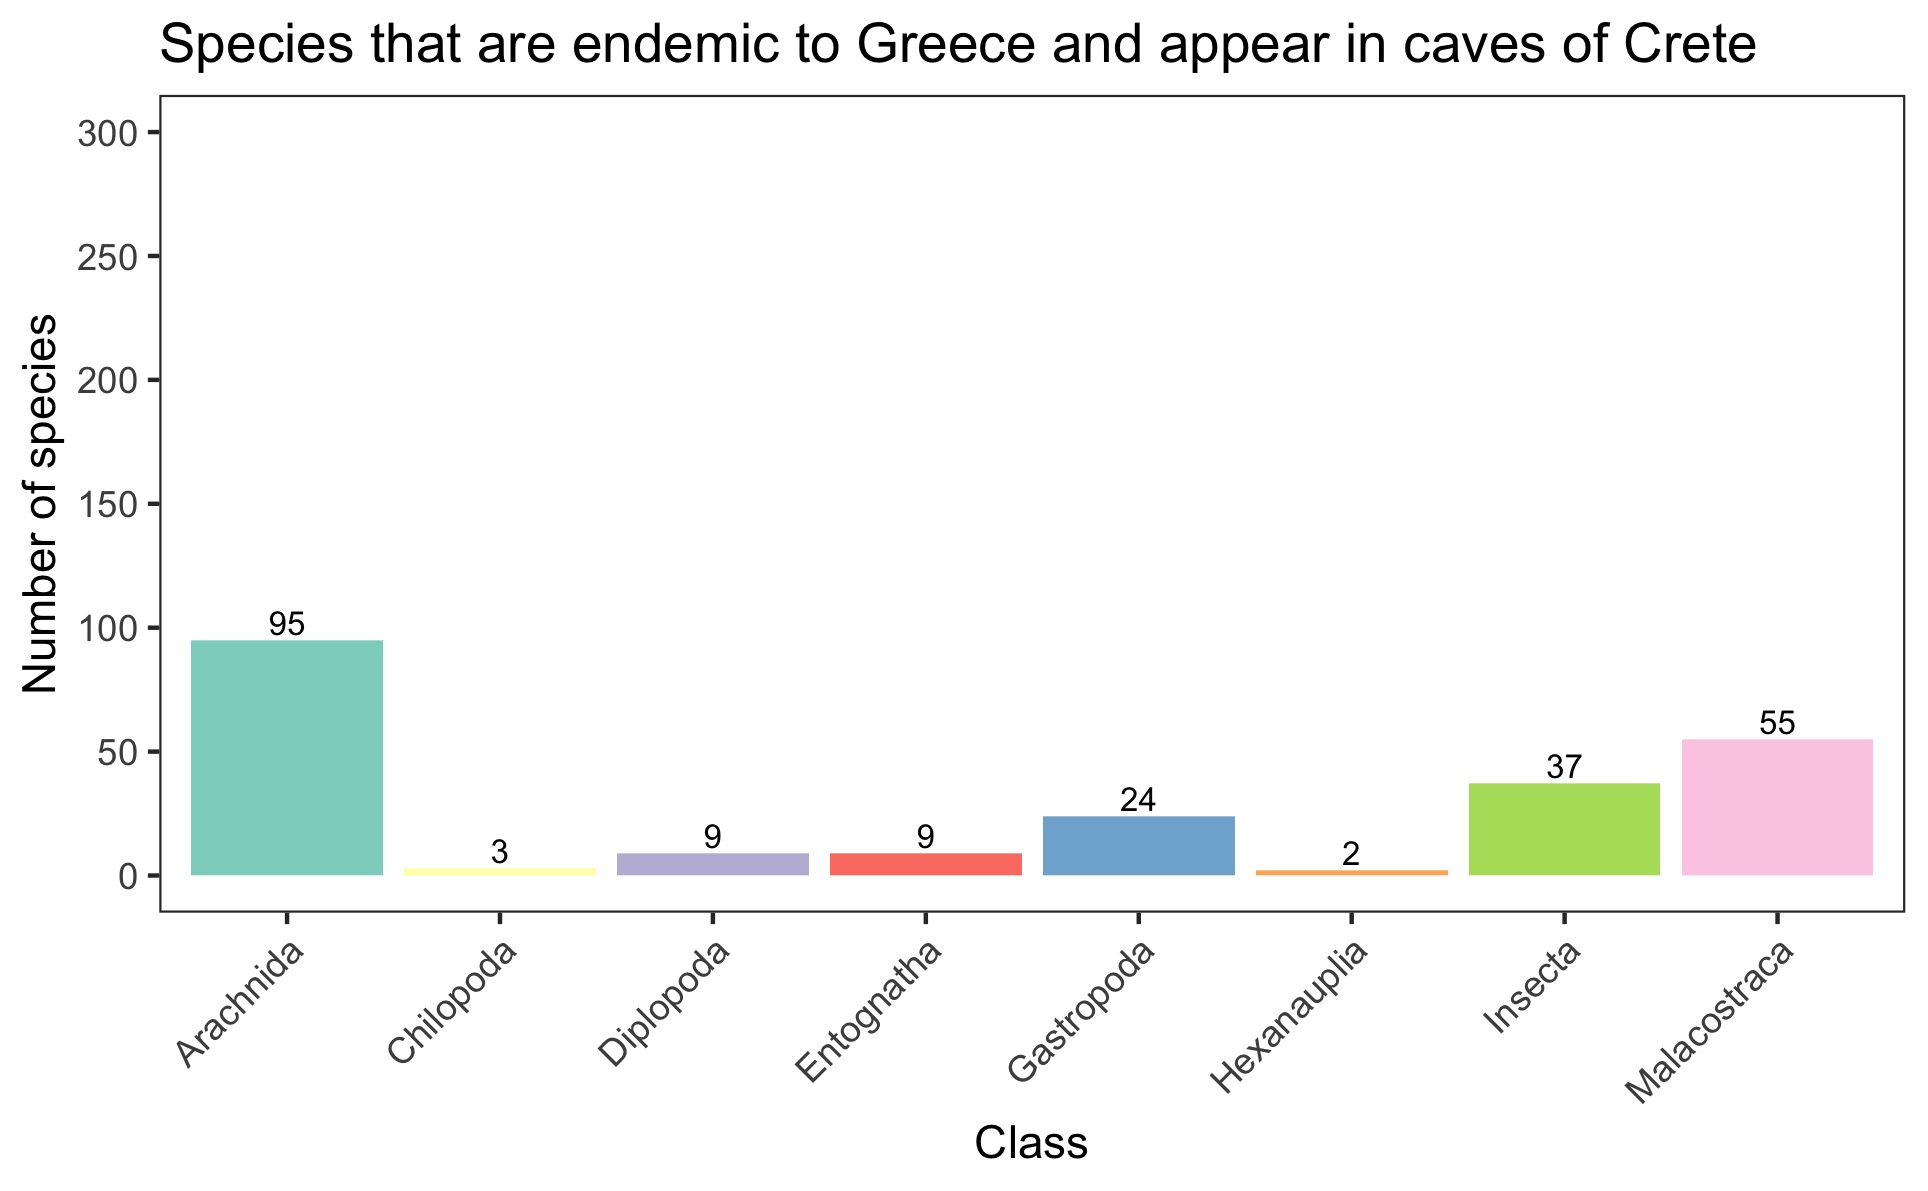 Species that are endemic to Greece and appear in caves of Crete
Number of species
300
250
200
150
100
50
0
95
3
9
9
24
2
37
55
Arachnida
Chilopoda
Diplopoda
Entognatha
Gastropoda
Hexanauplia
Insecta
Malacostraca
Class